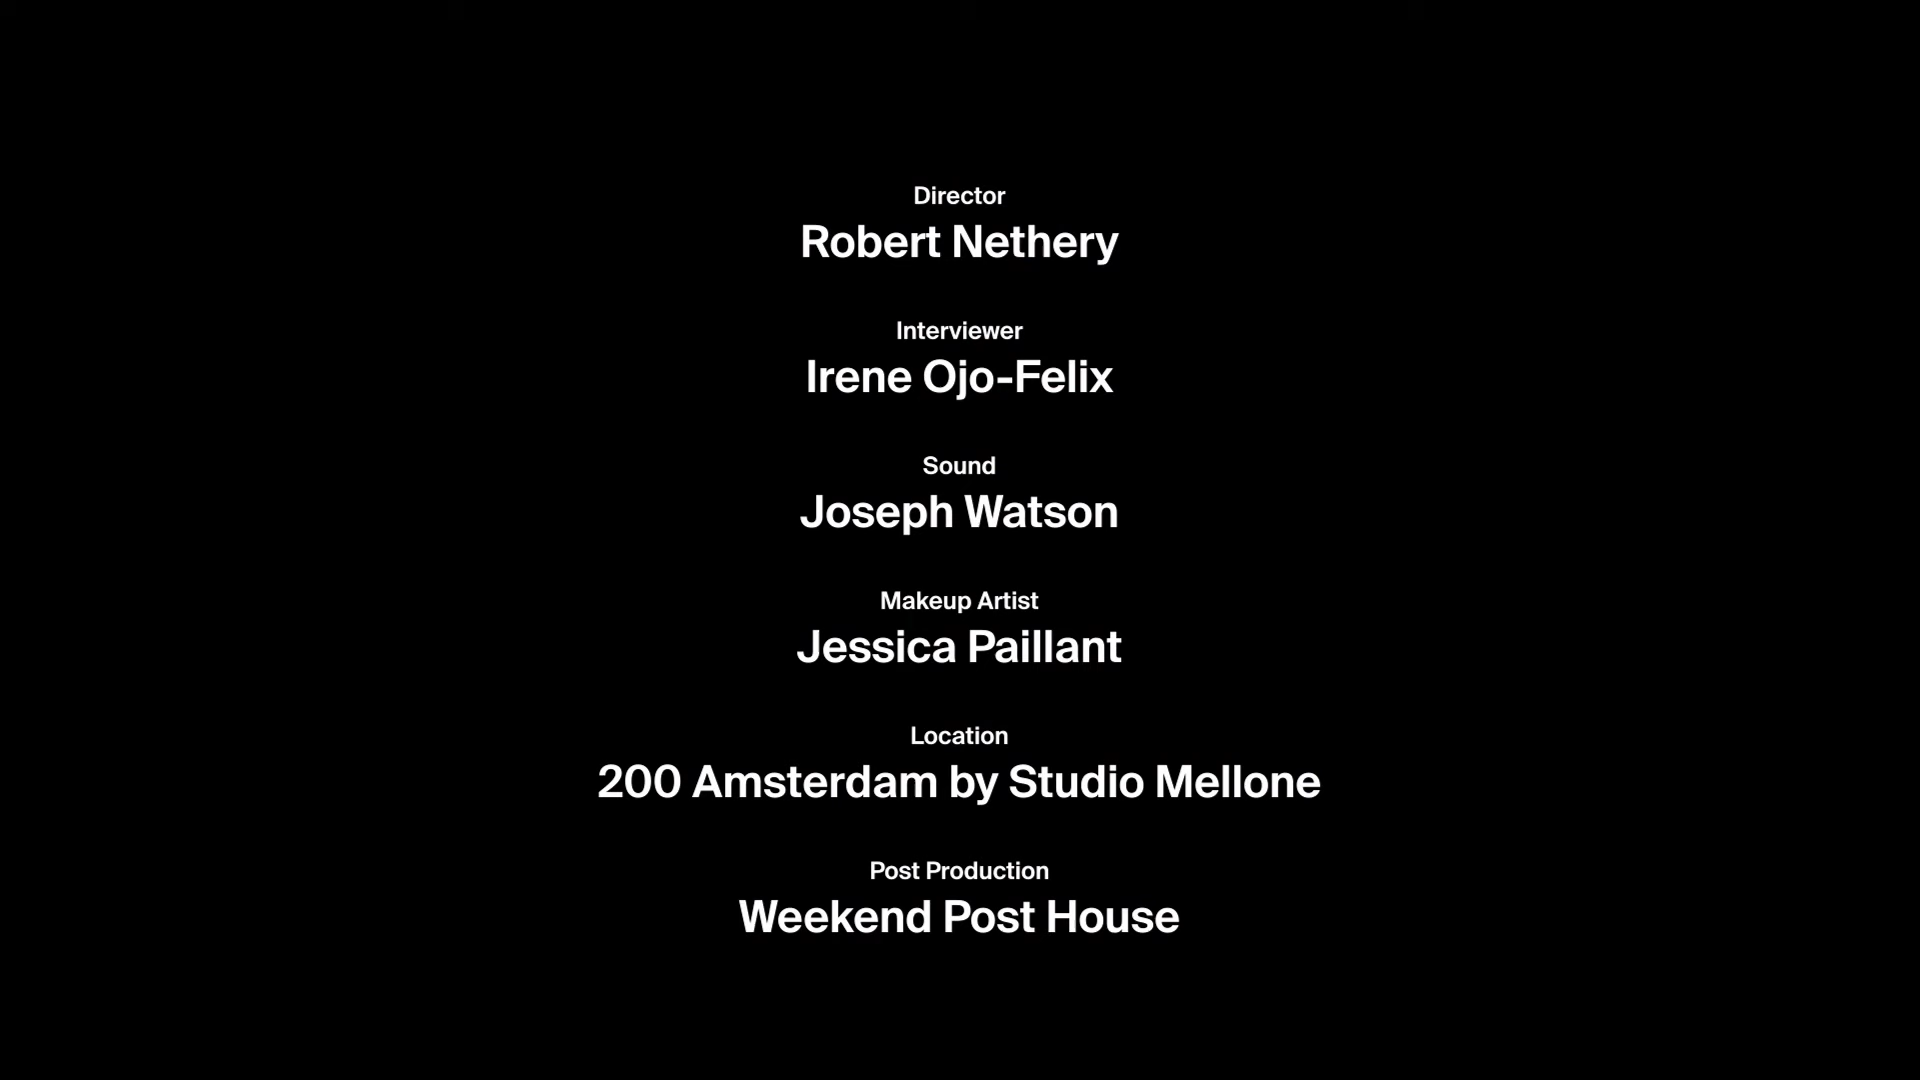 Director
Robert Nethery
Interviewer
Irene Ojo-Felix
Sound
Joseph Watson
Makeup Artist
Jessica Paillant
Location
200 Amsterdam by Studio Mellone
Post Production
Weekend Post House